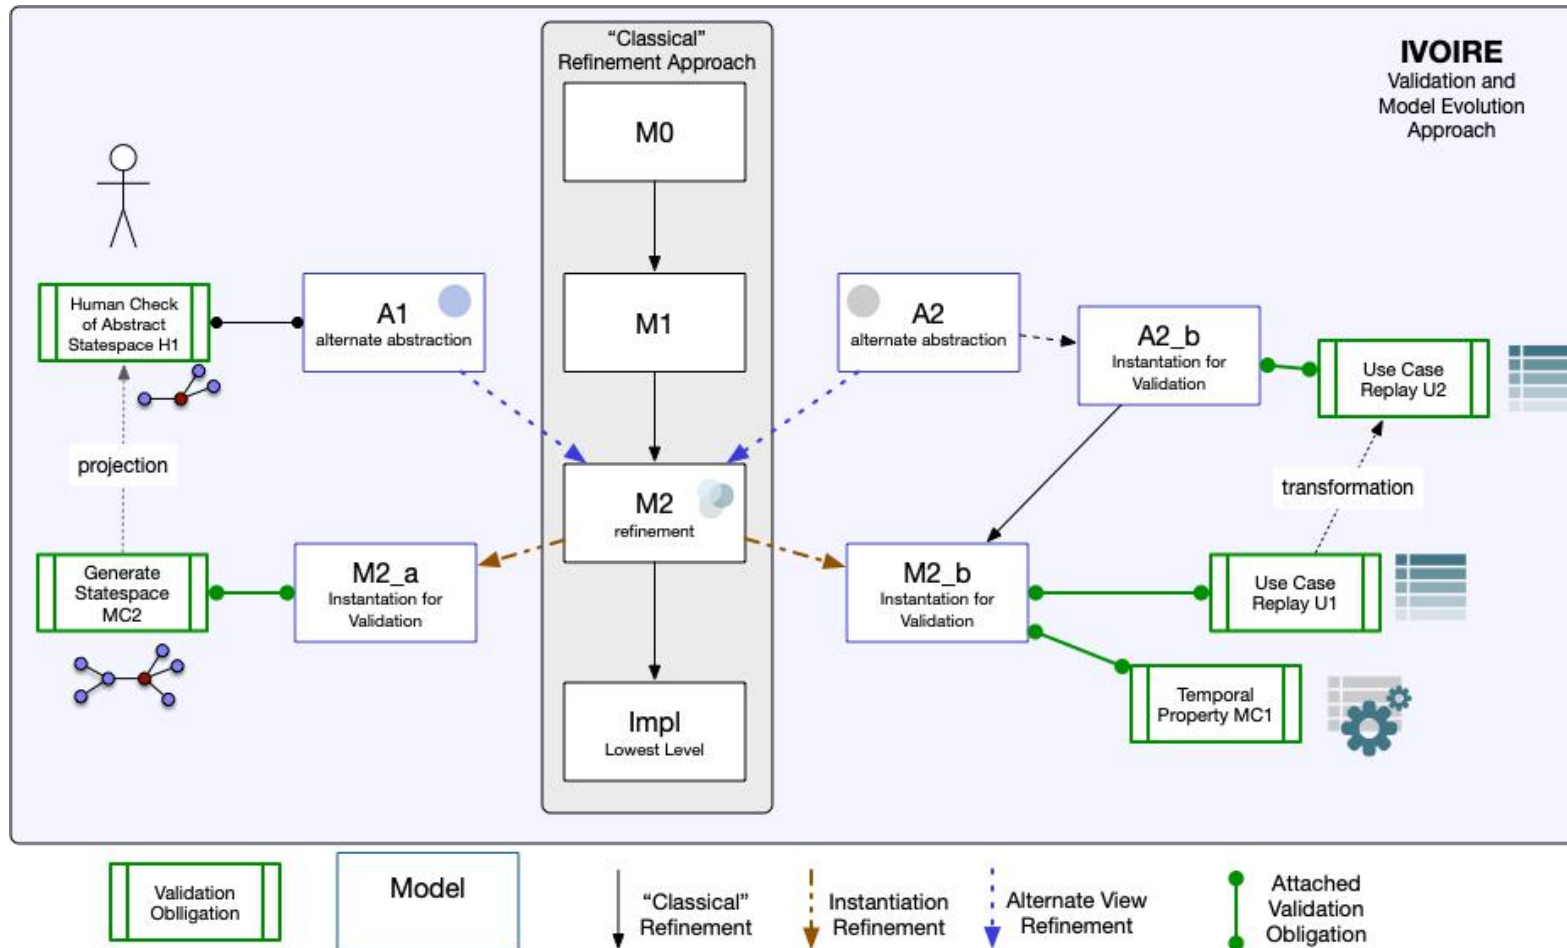 “Classical”
Refinement Approach
IVOIRE
Validation and
Model Evolution
Approach
M0
Human Check
of Abstract
Statespace H1
A1
alternate abstraction
M1
A2
alternate abstraction
A2_b
Instantation for
Validation
Use Case
Replay U2
projection
transformation
M2
refinement
Generate
Statespace
MC2
M2_a
Instantation for
Validation
M2_b
Instantation for
Validation
Use Case
Replay U1
Temporal
Property MC1
Impl
Lowest Level
Validation
Oblligation
Model
“Classical”
Refinement
Instantiation
Refinement
Alternate View
Refinement
Attached
Validation
Obligation